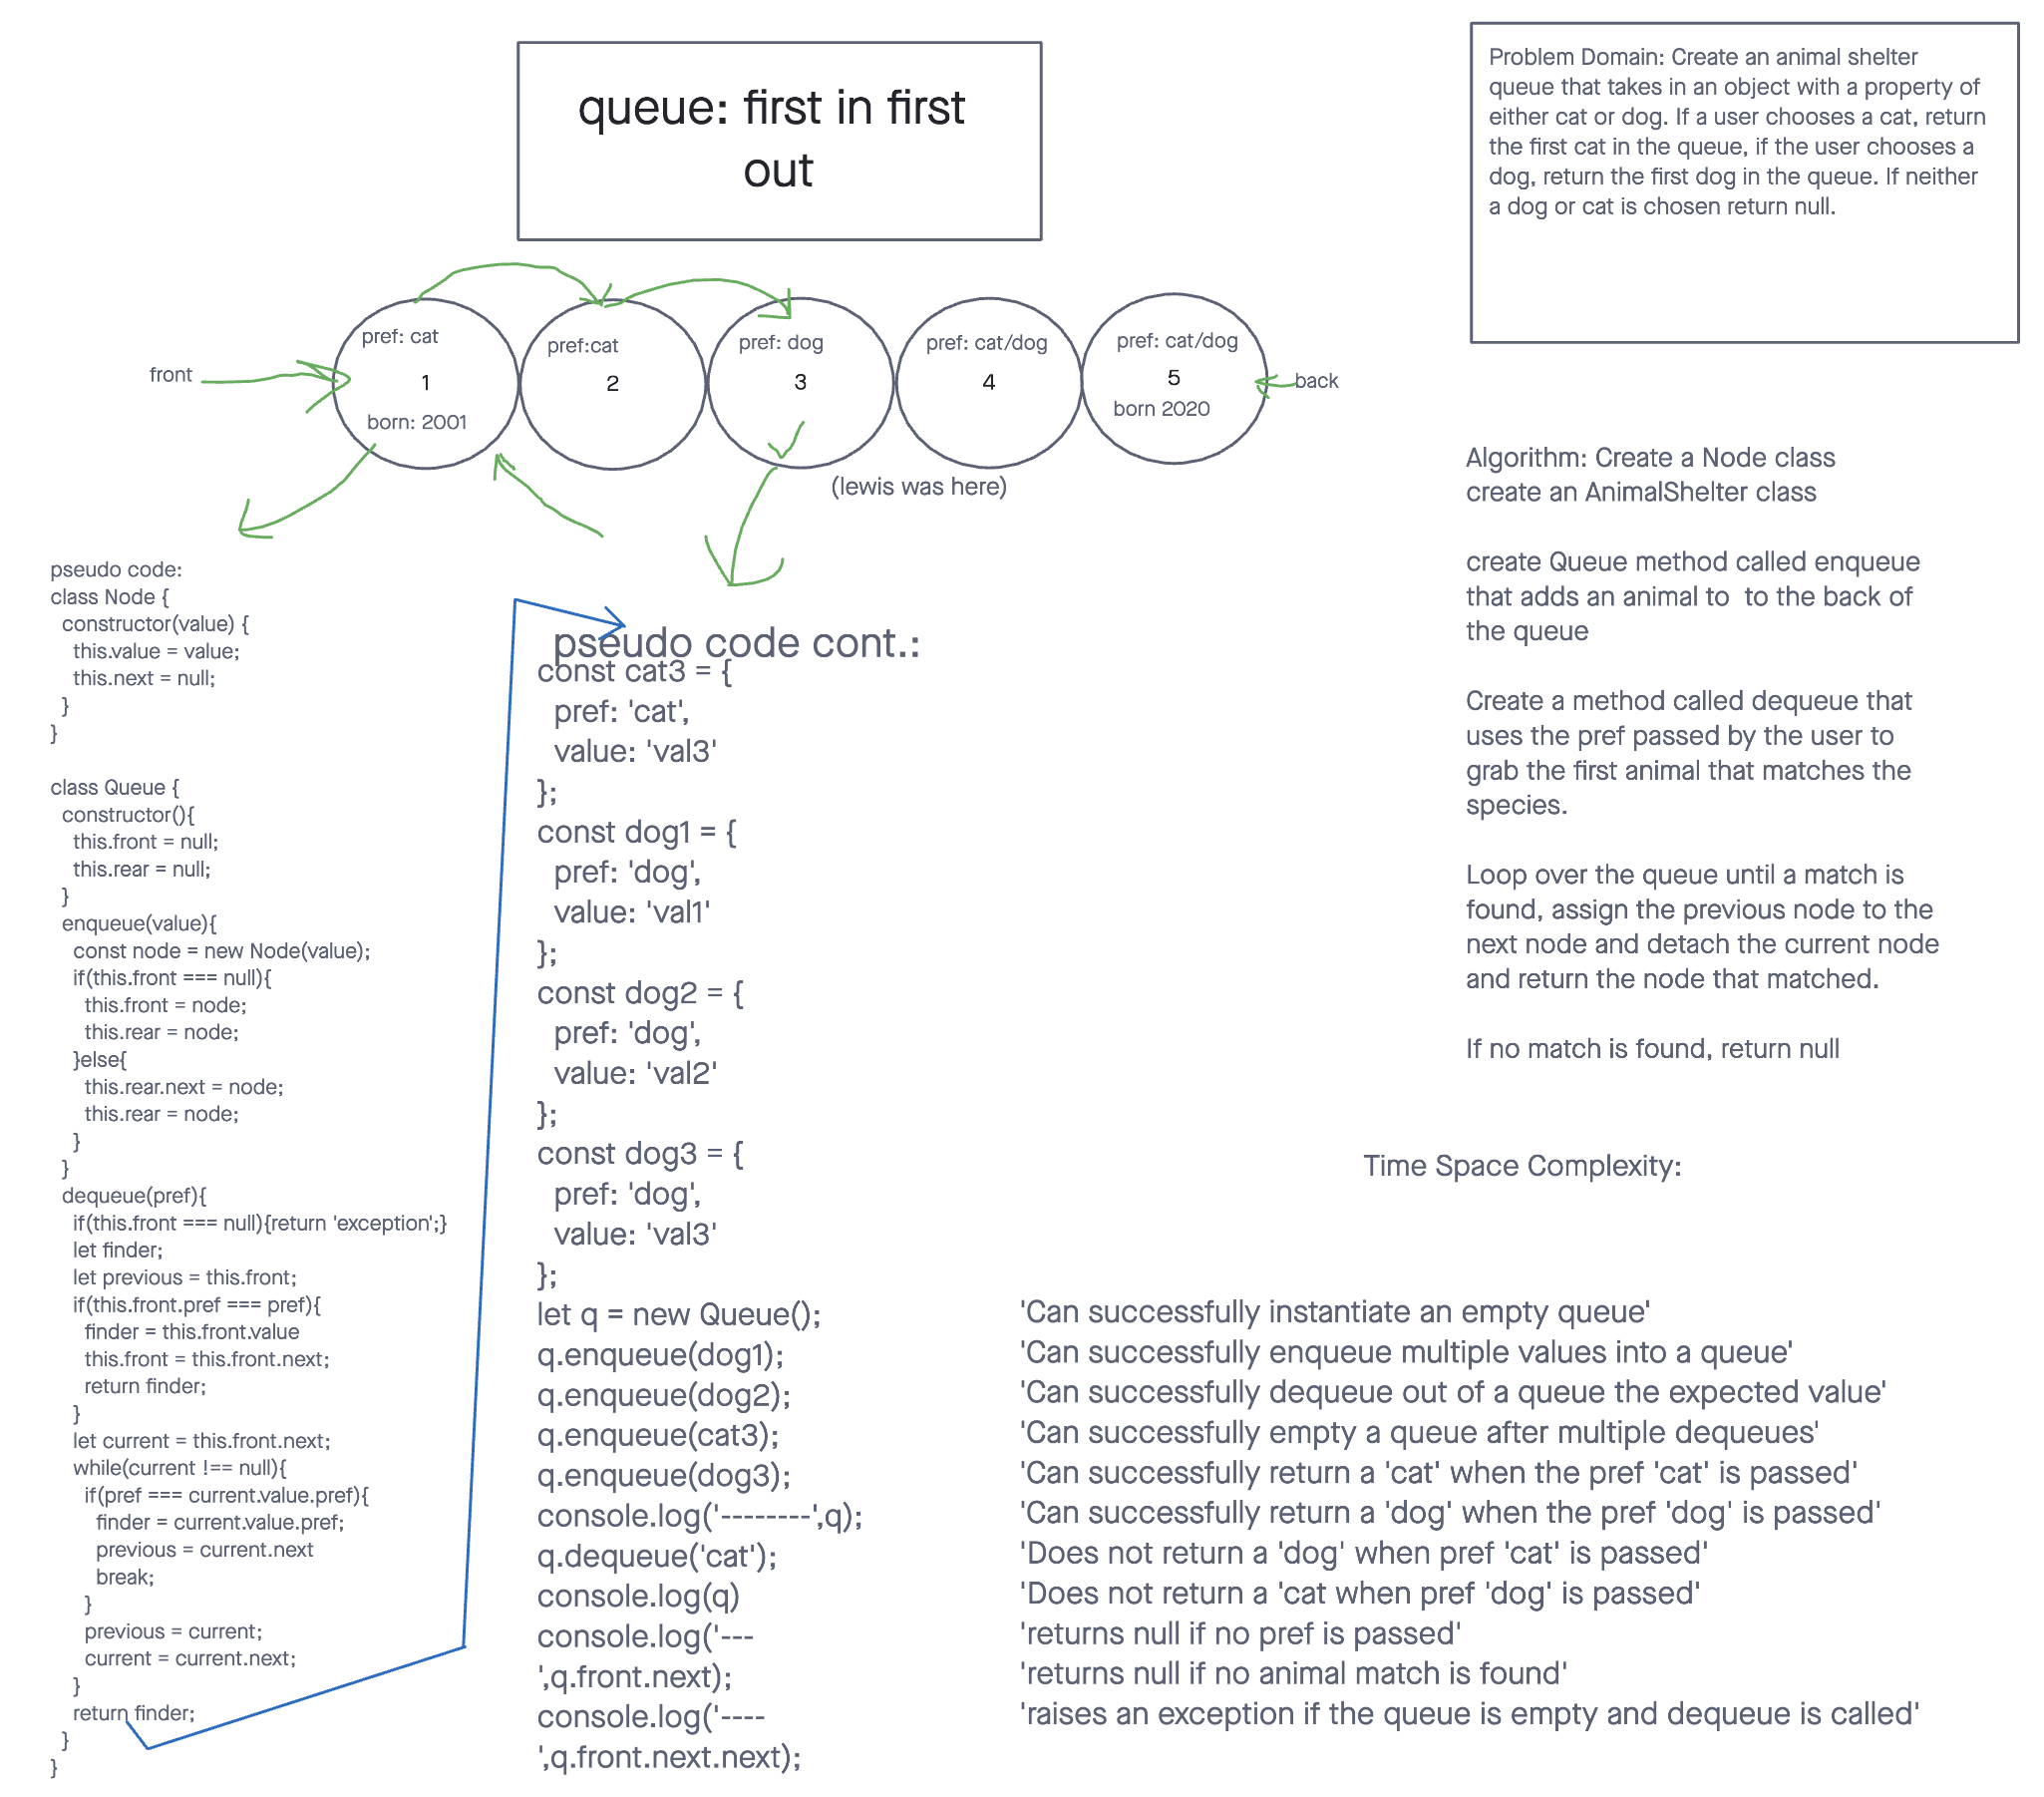 queue: first in first
out
Problem Domain: Create an animal shelter
queue that takes in an object with a property of
either cat or dog. If a user chooses a cat, return
the first cat in the queue, if the user chooses a
dog, return the first dog in the queue. If neither
a dog or cat is chosen return null.
front
pref: cat
1
born: 2001
pref:cat
2
pref: dog
3
pref: cat/dog
4
pref: cat/dog
5
born 2020
back
(lewis was here)
pseudo code:
class Node {
constructor(value) {
this.value = value;
this.next = null;
}
}
class Queue {
constructor(){
this.front = null;
this.rear = null;
}
enqueue(value){
const node = new Node(value);
if(this.front === null){
this.front = node;
this.rear = node;
}else{
this.rear.next = node;
this.rear = node;
}
}
dequeue(pref){
if(this.front === null){return 'exception';}
let finder;
let previous = this.front;
if(this.front.pref === pref){
finder = this.front.value
this.front = this.front.next;
return finder;
}
let current = this.front.next;
while(current !== null){
if(pref === current.value.pref){
finder = current.value.pref;
previous = current.next
break;
}
previous = current;
current = current.next;
}
return finder;
}
}
pseudo code cont.:
const cat3 = {
pref: 'cat',
value: 'val3'
};
const dog1 = {
pref: 'dog',
value: 'val1'
};
const dog2 = {
pref: 'dog',
value: 'val2'
};
const dog3 = {
pref: 'dog',
value: 'val3'
};
let q = new Queue();
q.enqueue(dog1);
q.enqueue(dog2);
q.enqueue(cat3);
q.enqueue(dog3);
console.log('--------',q);
q.dequeue('cat');
console.log(q)
console.log('---
',q.front.next);
console.log('----
',q.front.next.next);
Algorithm: Create a Node class
create an AnimalShelter class
create Queue method called enqueue
that adds an animal to  to the back of
the queue
Create a method called dequeue that
uses the pref passed by the user to
grab the first animal that matches the
species.
Loop over the queue until a match is
found, assign the previous node to the
next node and detach the current node
and return the node that matched.
If no match is found, return null
Time Space Complexity:
'Can successfully instantiate an empty queue'
'Can successfully enqueue multiple values into a queue'
'Can successfully dequeue out of a queue the expected value'
'Can successfully empty a queue after multiple dequeues'
'Can successfully return a 'cat' when the pref 'cat' is passed'
'Can successfully return a 'dog' when the pref 'dog' is passed'
'Does not return a 'dog' when pref 'cat' is passed'
'Does not return a 'cat when pref 'dog' is passed'
'returns null if no pref is passed'
'returns null if no animal match is found'
'raises an exception if the queue is empty and dequeue is called'